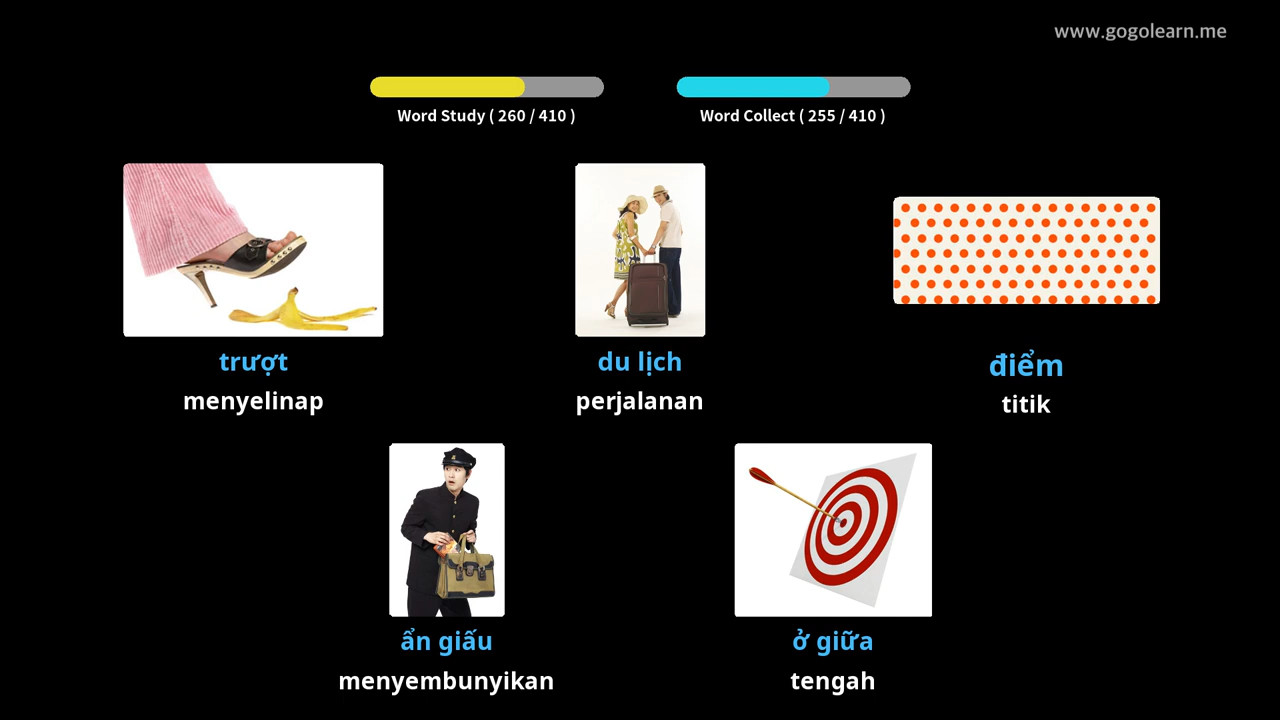 www.gogolearn.me
Word Study ( 260 / 410 )
Word Collect ( 255 / 410 )
trượt
menyelinap
du lịch
perjalanan
điểm
titik
ẩn giấu
menyembunyikan
ở giữa
tengah